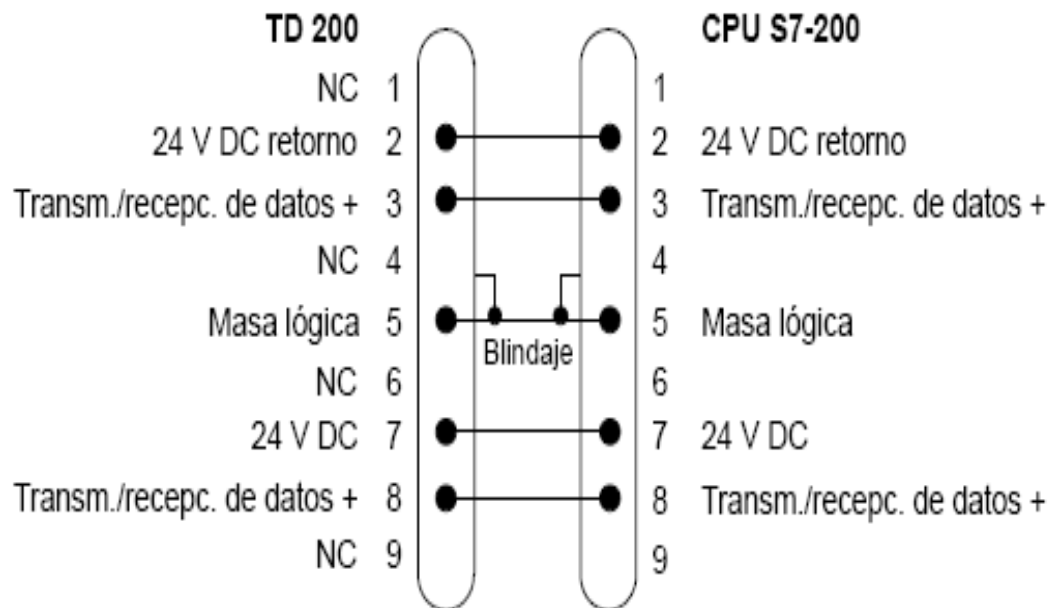 TD 200 CPU S7-200
NC 1 1
24 V DC retorno 2 2 24 V DC retorno
Transm./recepc. de datos + 3 3 Transm./recepc. de datos +
NC 4 4
Masa lógica 5 5 Masa lógica
Blindaje
NC 6 6
24 V DC 7 7 24 V DC
Transm./recepc. de datos + 8 8 Transm./recepc. de datos +
NC 9 9